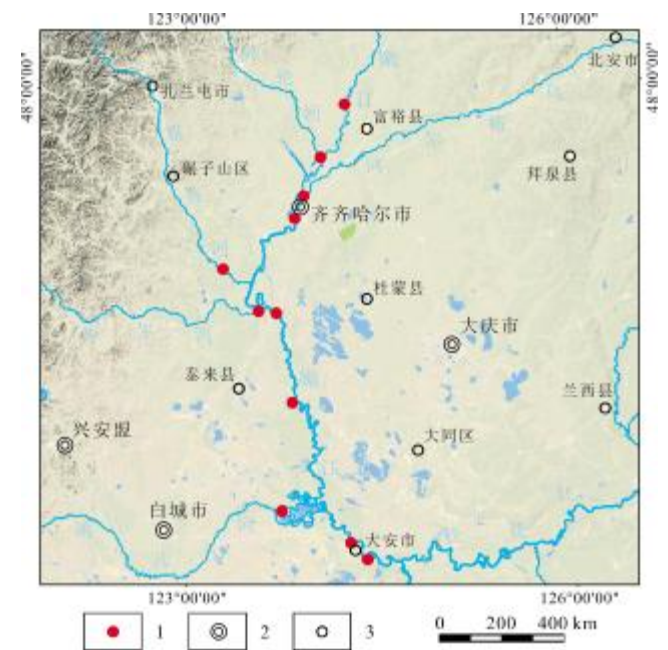 123°00′00″
126°00′00″
48°00′00″
48°00′00″
北安市
扎兰屯市
富裕县
碾子山区
拜泉县
齐齐哈尔市
杜蒙县
大庆市
泰来县
兰西县
兴安盟
大同区
白城市
大安市
123°00′00″
126°00′00″
1
2
3
0 200 400 km